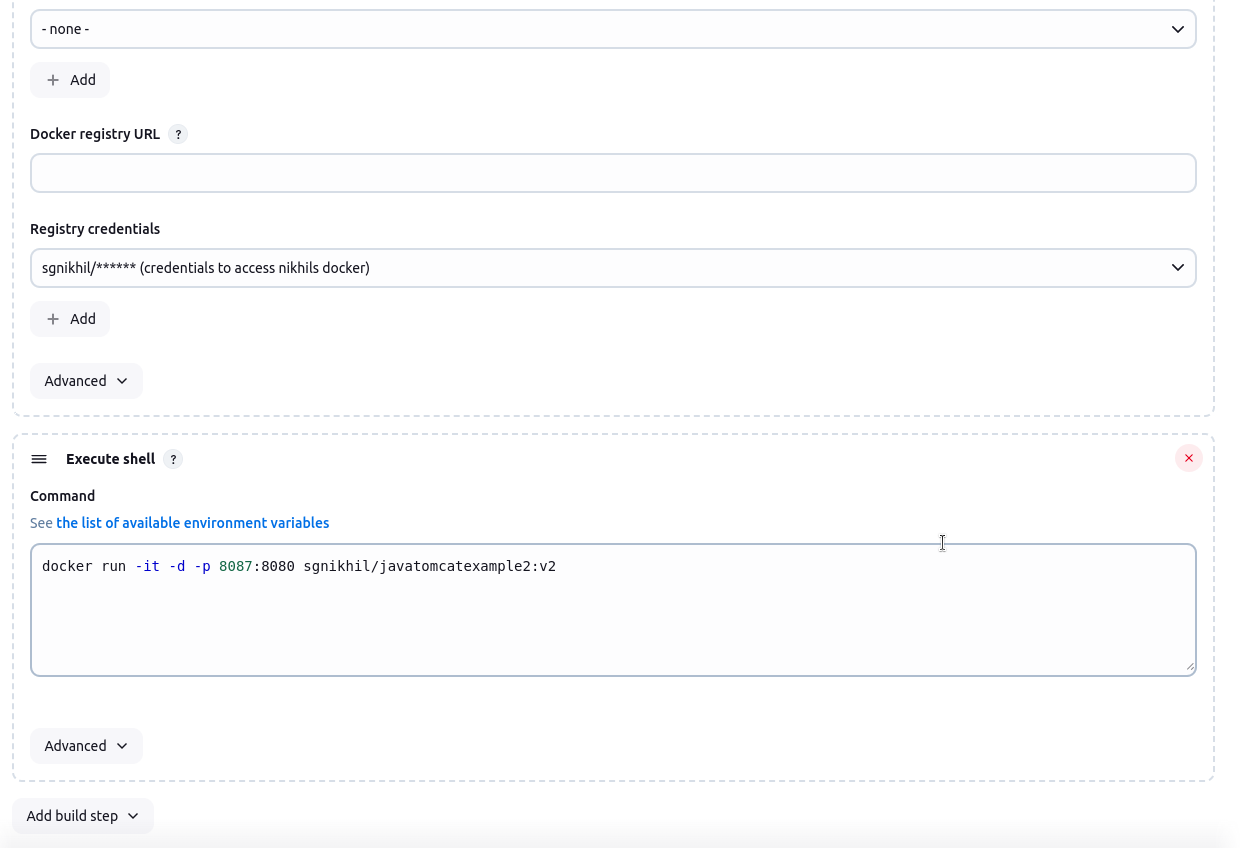 - none -
Add
Docker registry URL ?
Registry credentials
sgnikhil/****** (credentials to access nikhils docker)
Add
Advanced
Execute shell ?
Command
See the list of available environment variables
docker run -it -d -p 8087:8080 sgnikhil/javatomcatexample2:v2
Advanced
Add build step